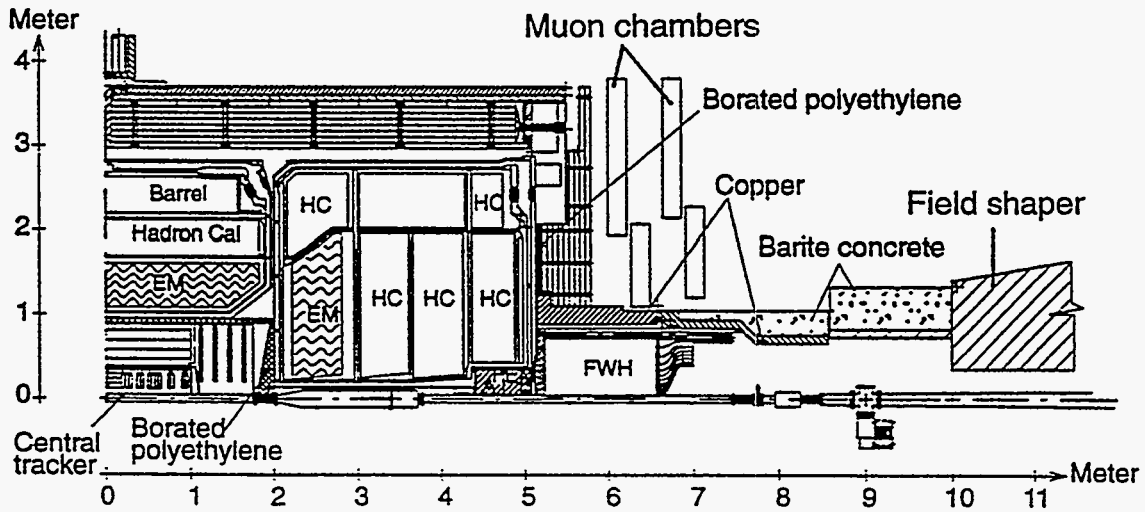 Meter
4
3
2
1
0
Muon chambers
Borated polyethylene
Copper
Field shaper
Barite concrete
Barrel
Hadron Cal
EM
HC
HC
EM
HC
HC
HC
FWH
Central
tracker
Borated
polyethylene
Meter
0 1 2 3 4 5 6 7 8 9 10 11